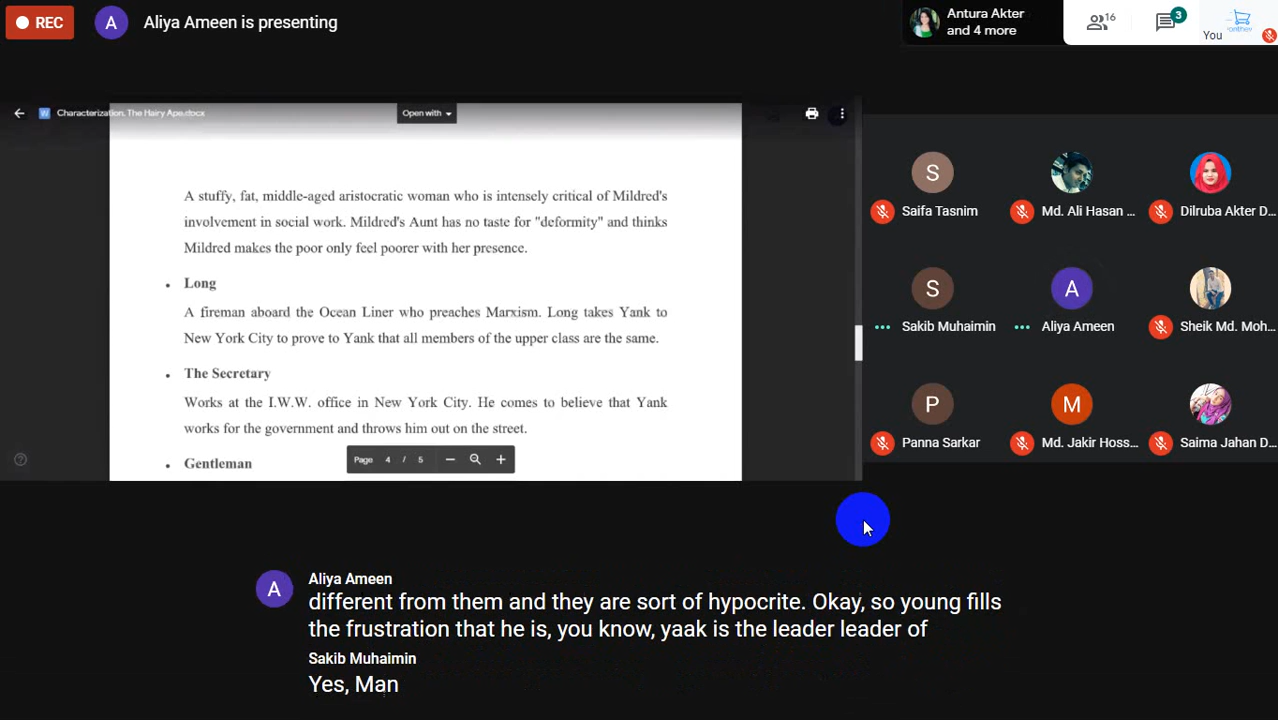 REC
A
Aliya Ameen is presenting
Antura Akter
and 4 more
16
3
You
Characterization. The Hairy Ape.docx
Open with
A stuffy, fat, middle-aged aristocratic woman who is intensely critical of Mildred's
involvement in social work. Mildred's Aunt has no taste for "deformity" and thinks
Mildred makes the poor only feel poorer with her presence.
• Long
A fireman aboard the Ocean Liner who preaches Marxism. Long takes Yank to
New York City to prove to Yank that all members of the upper class are the same.
• The Secretary
Works at the I.W.W. office in New York City. He comes to believe that Yank
works for the government and throws him out on the street.
• Gentleman
Page 4 / 5
S
Saifa Tasnim
Md. Ali Hasan ...
Dilruba Akter D...
S
Sakib Muhaimin
A
Aliya Ameen
Sheik Md. Moh...
P
Panna Sarkar
M
Md. Jakir Hoss...
Saima Jahan D...
A
Aliya Ameen
different from them and they are sort of hypocrite. Okay, so young fills
the frustration that he is, you know, yaak is the leader leader of
Sakib Muhaimin
Yes, Man